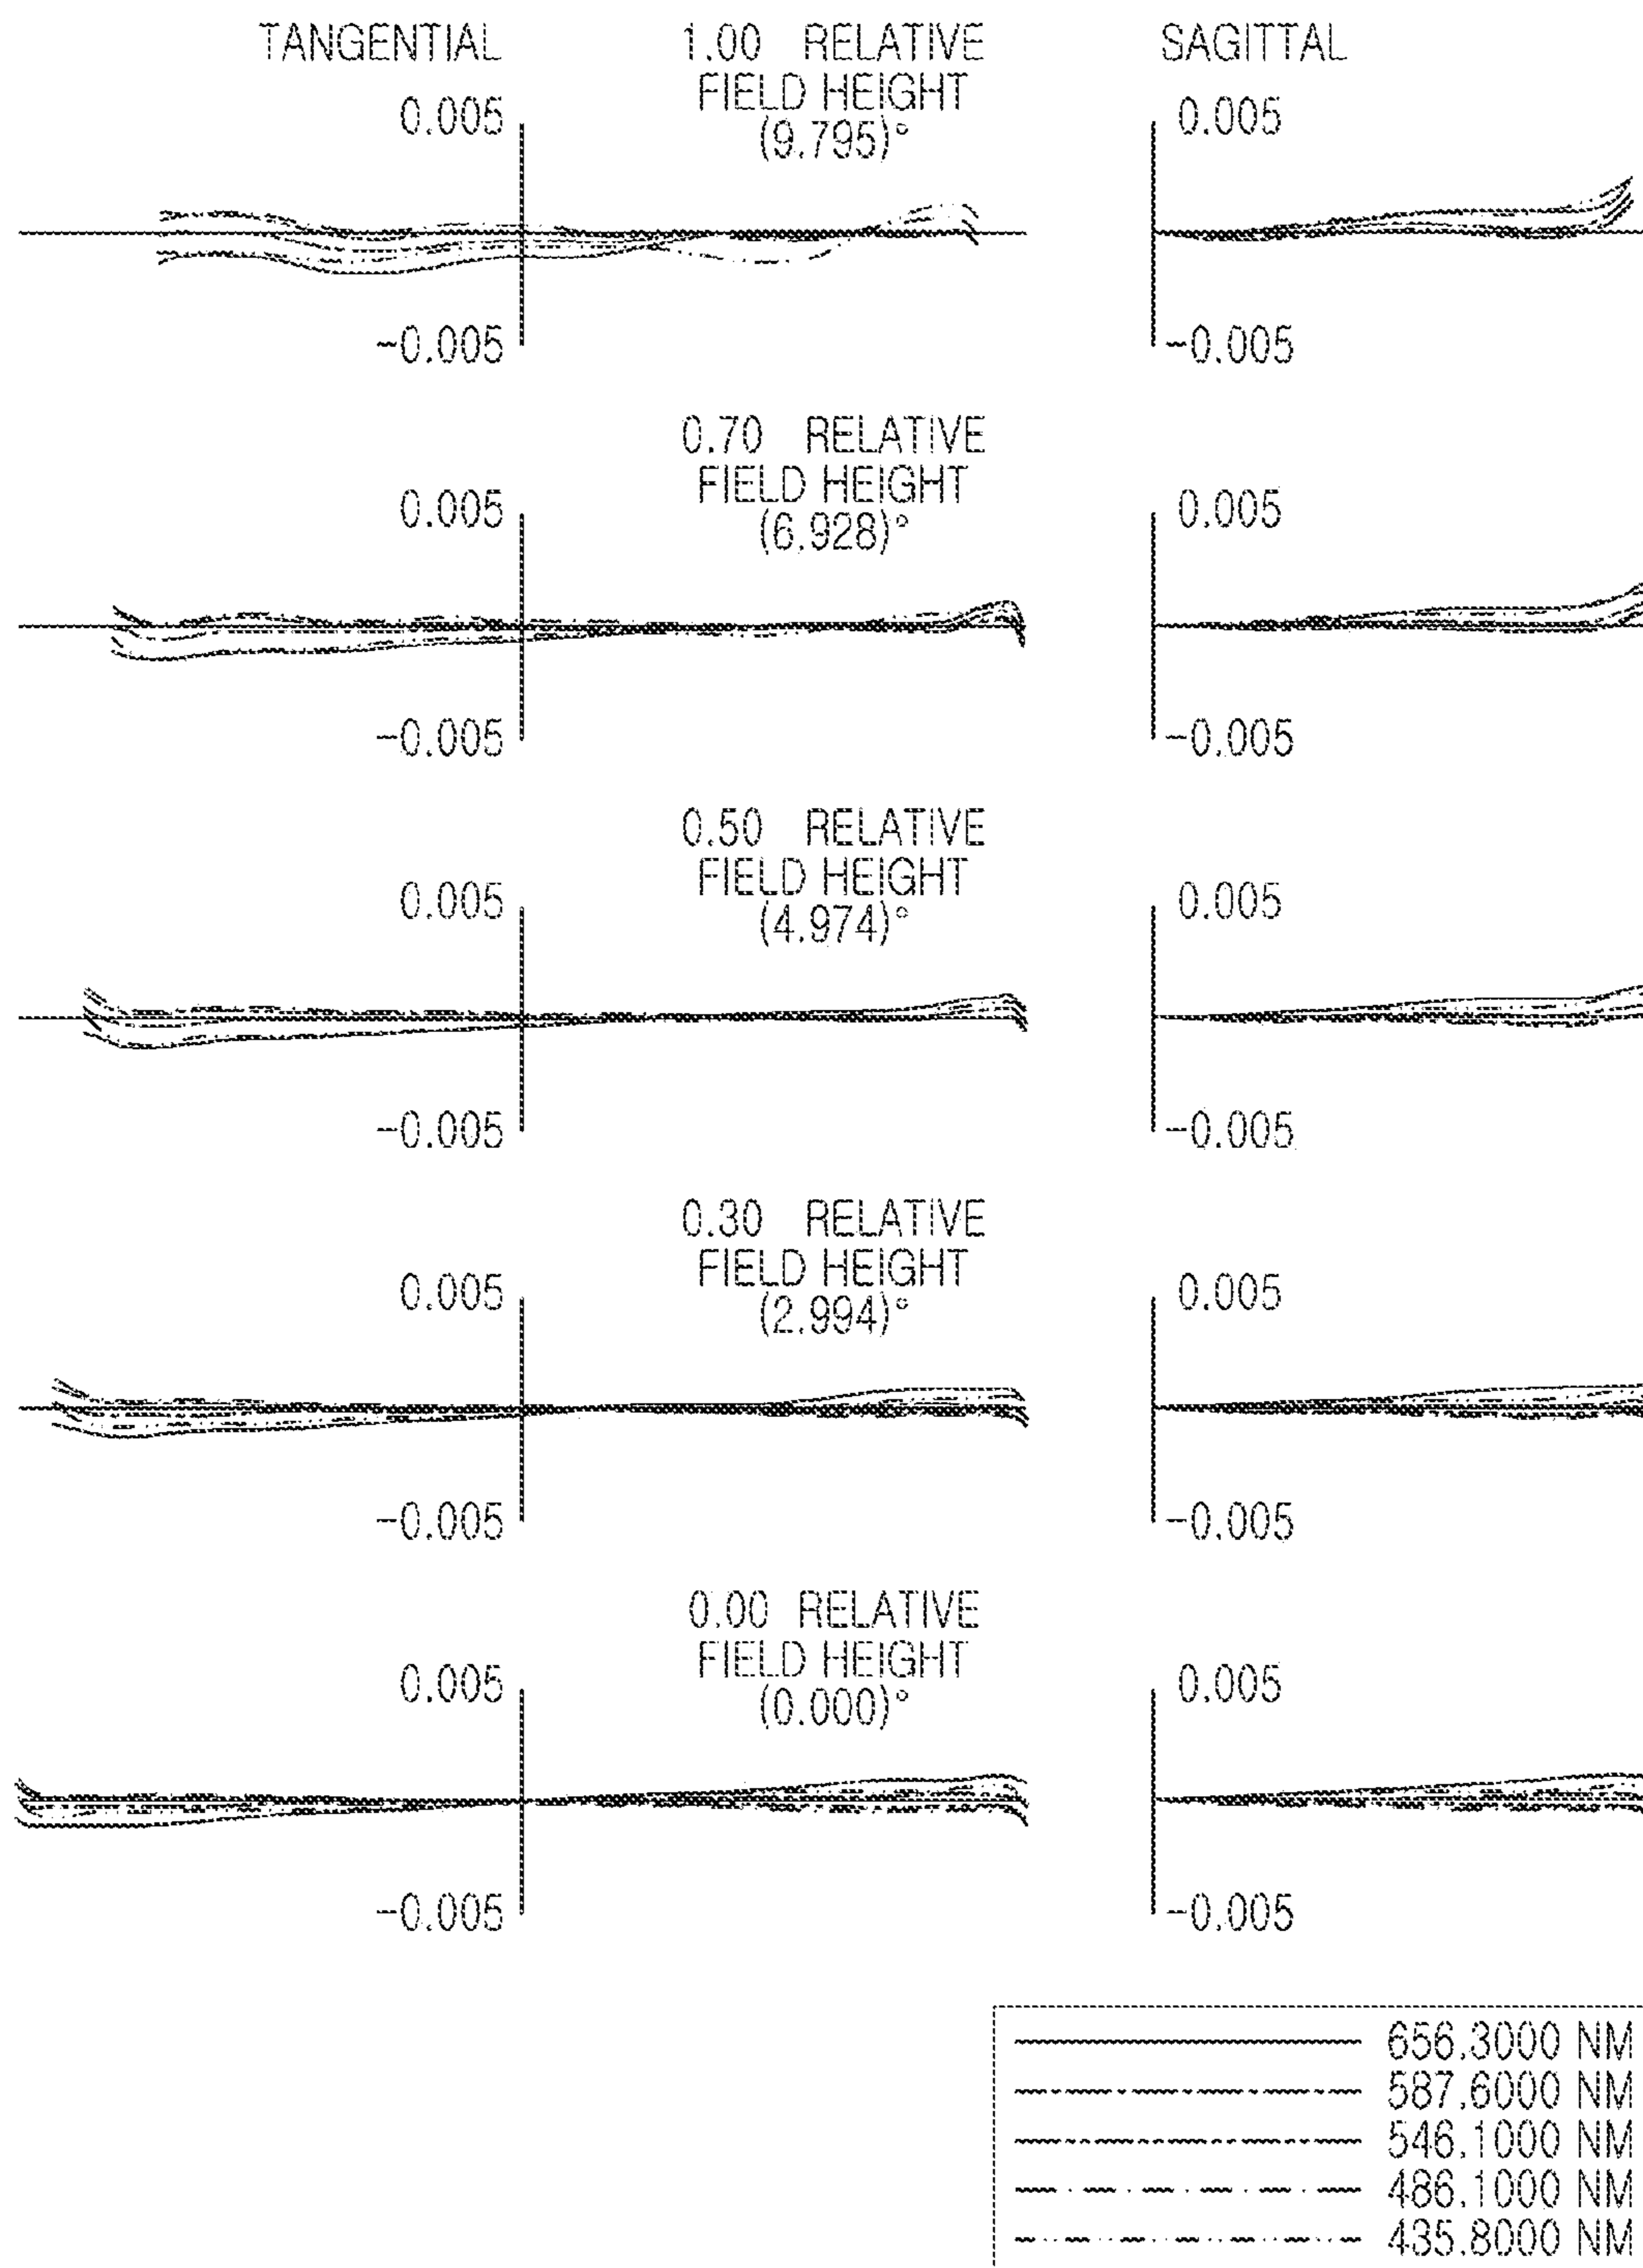 TANGENTIAL
1.00 RELATIVE
FIELD HEIGHT
(9.795)°
SAGITTAL
0.005
0.005
-0.005
-0.005
0.70 RELATIVE
FIELD HEIGHT
(6.928)°
0.005
0.005
-0.005
-0.005
0.50 RELATIVE
FIELD HEIGHT
(4.974)°
0.005
0.005
-0.005
-0.005
0.30 RELATIVE
FIELD HEIGHT
(2.994)°
0.005
0.005
-0.005
-0.005
0.00 RELATIVE
FIELD HEIGHT
(0.000)°
0.005
0.005
-0.005
-0.005
656.3000 NM
587.6000 NM
546.1000 NM
486.1000 NM
435.8000 NM